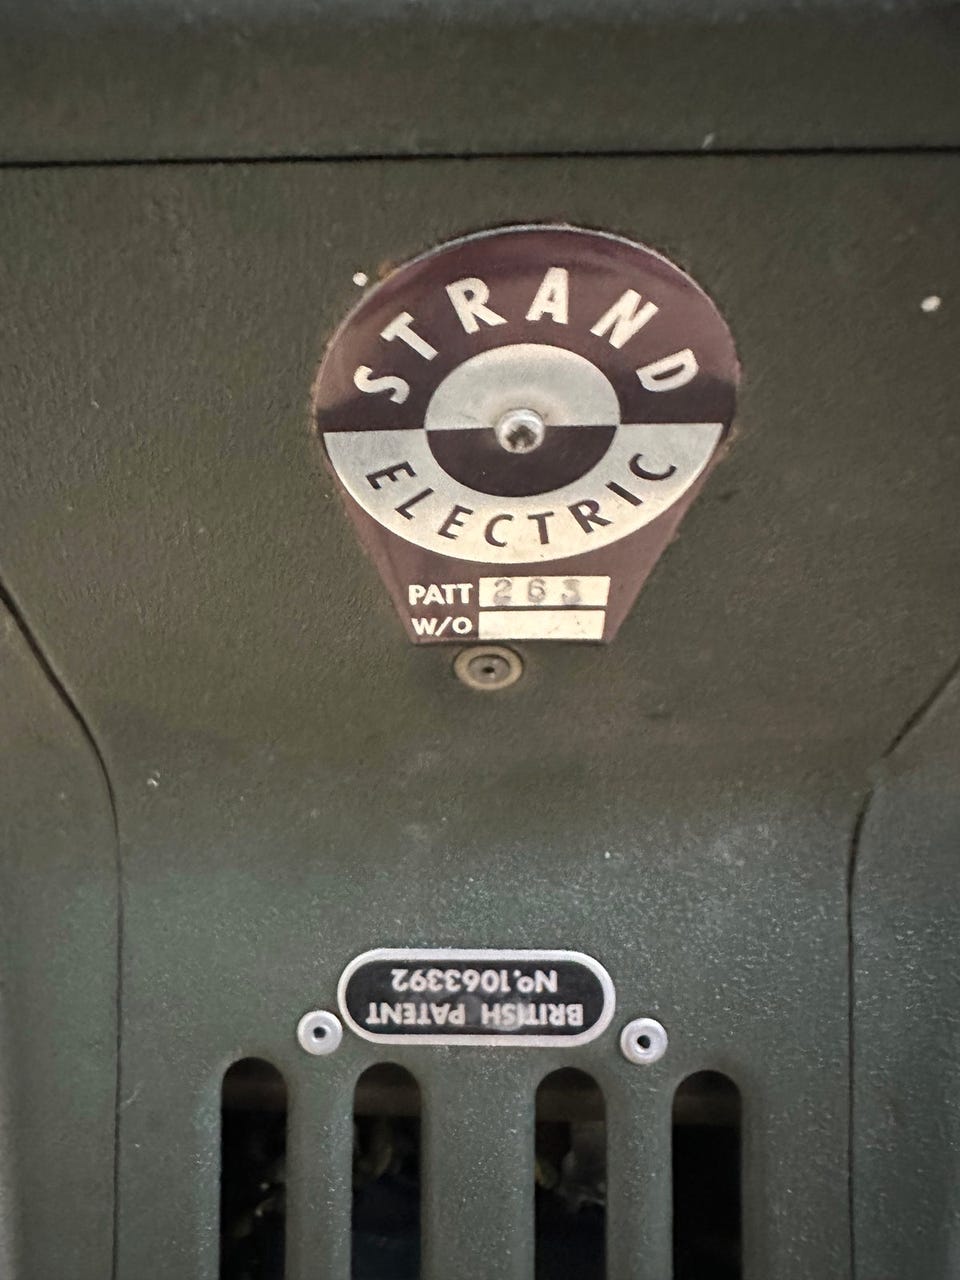 STRAND
ELECTRIC
PATT 263
W/O
BRITISH PATENT
No.1063392